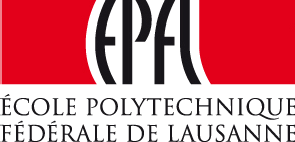 EPFL
ÉCOLE POLYTECHNIQUE
FÉDÉRALE DE LAUSANNE